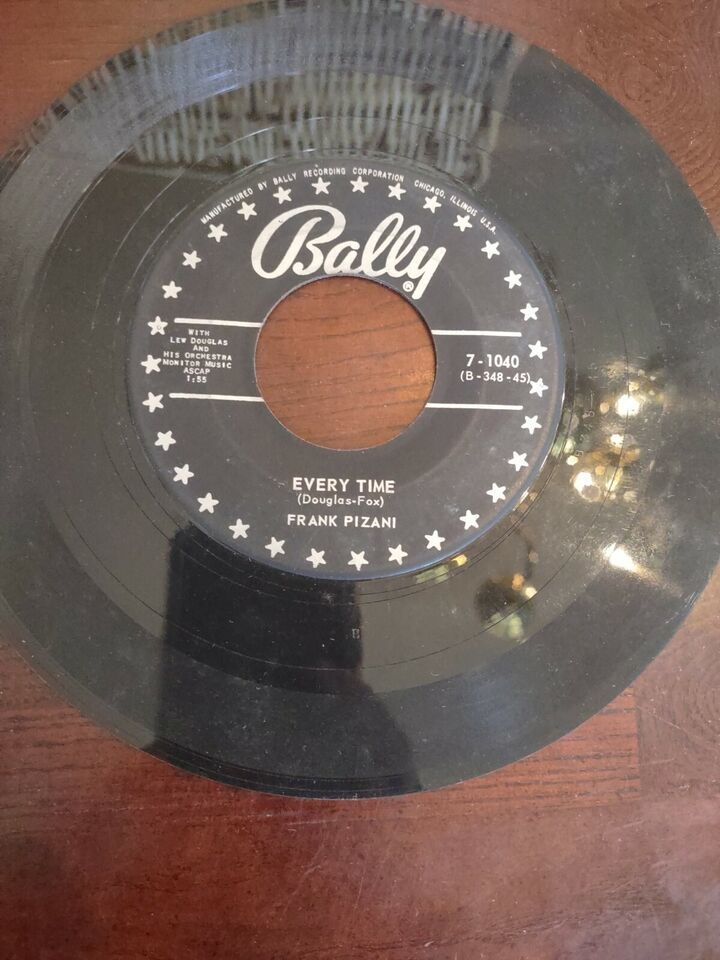 MANUFACTURED BY BALLY RECORDING CORPORATION CHICAGO, ILLINOIS U.S.A.
Bally
®
WITH
LEW DOUGLAS
AND
HIS ORCHESTRA
MONITOR MUSIC
ASCAP
1:55
7-1040
(B-348-45)
EVERY TIME
(Douglas-Fox)
FRANK PIZANI
B